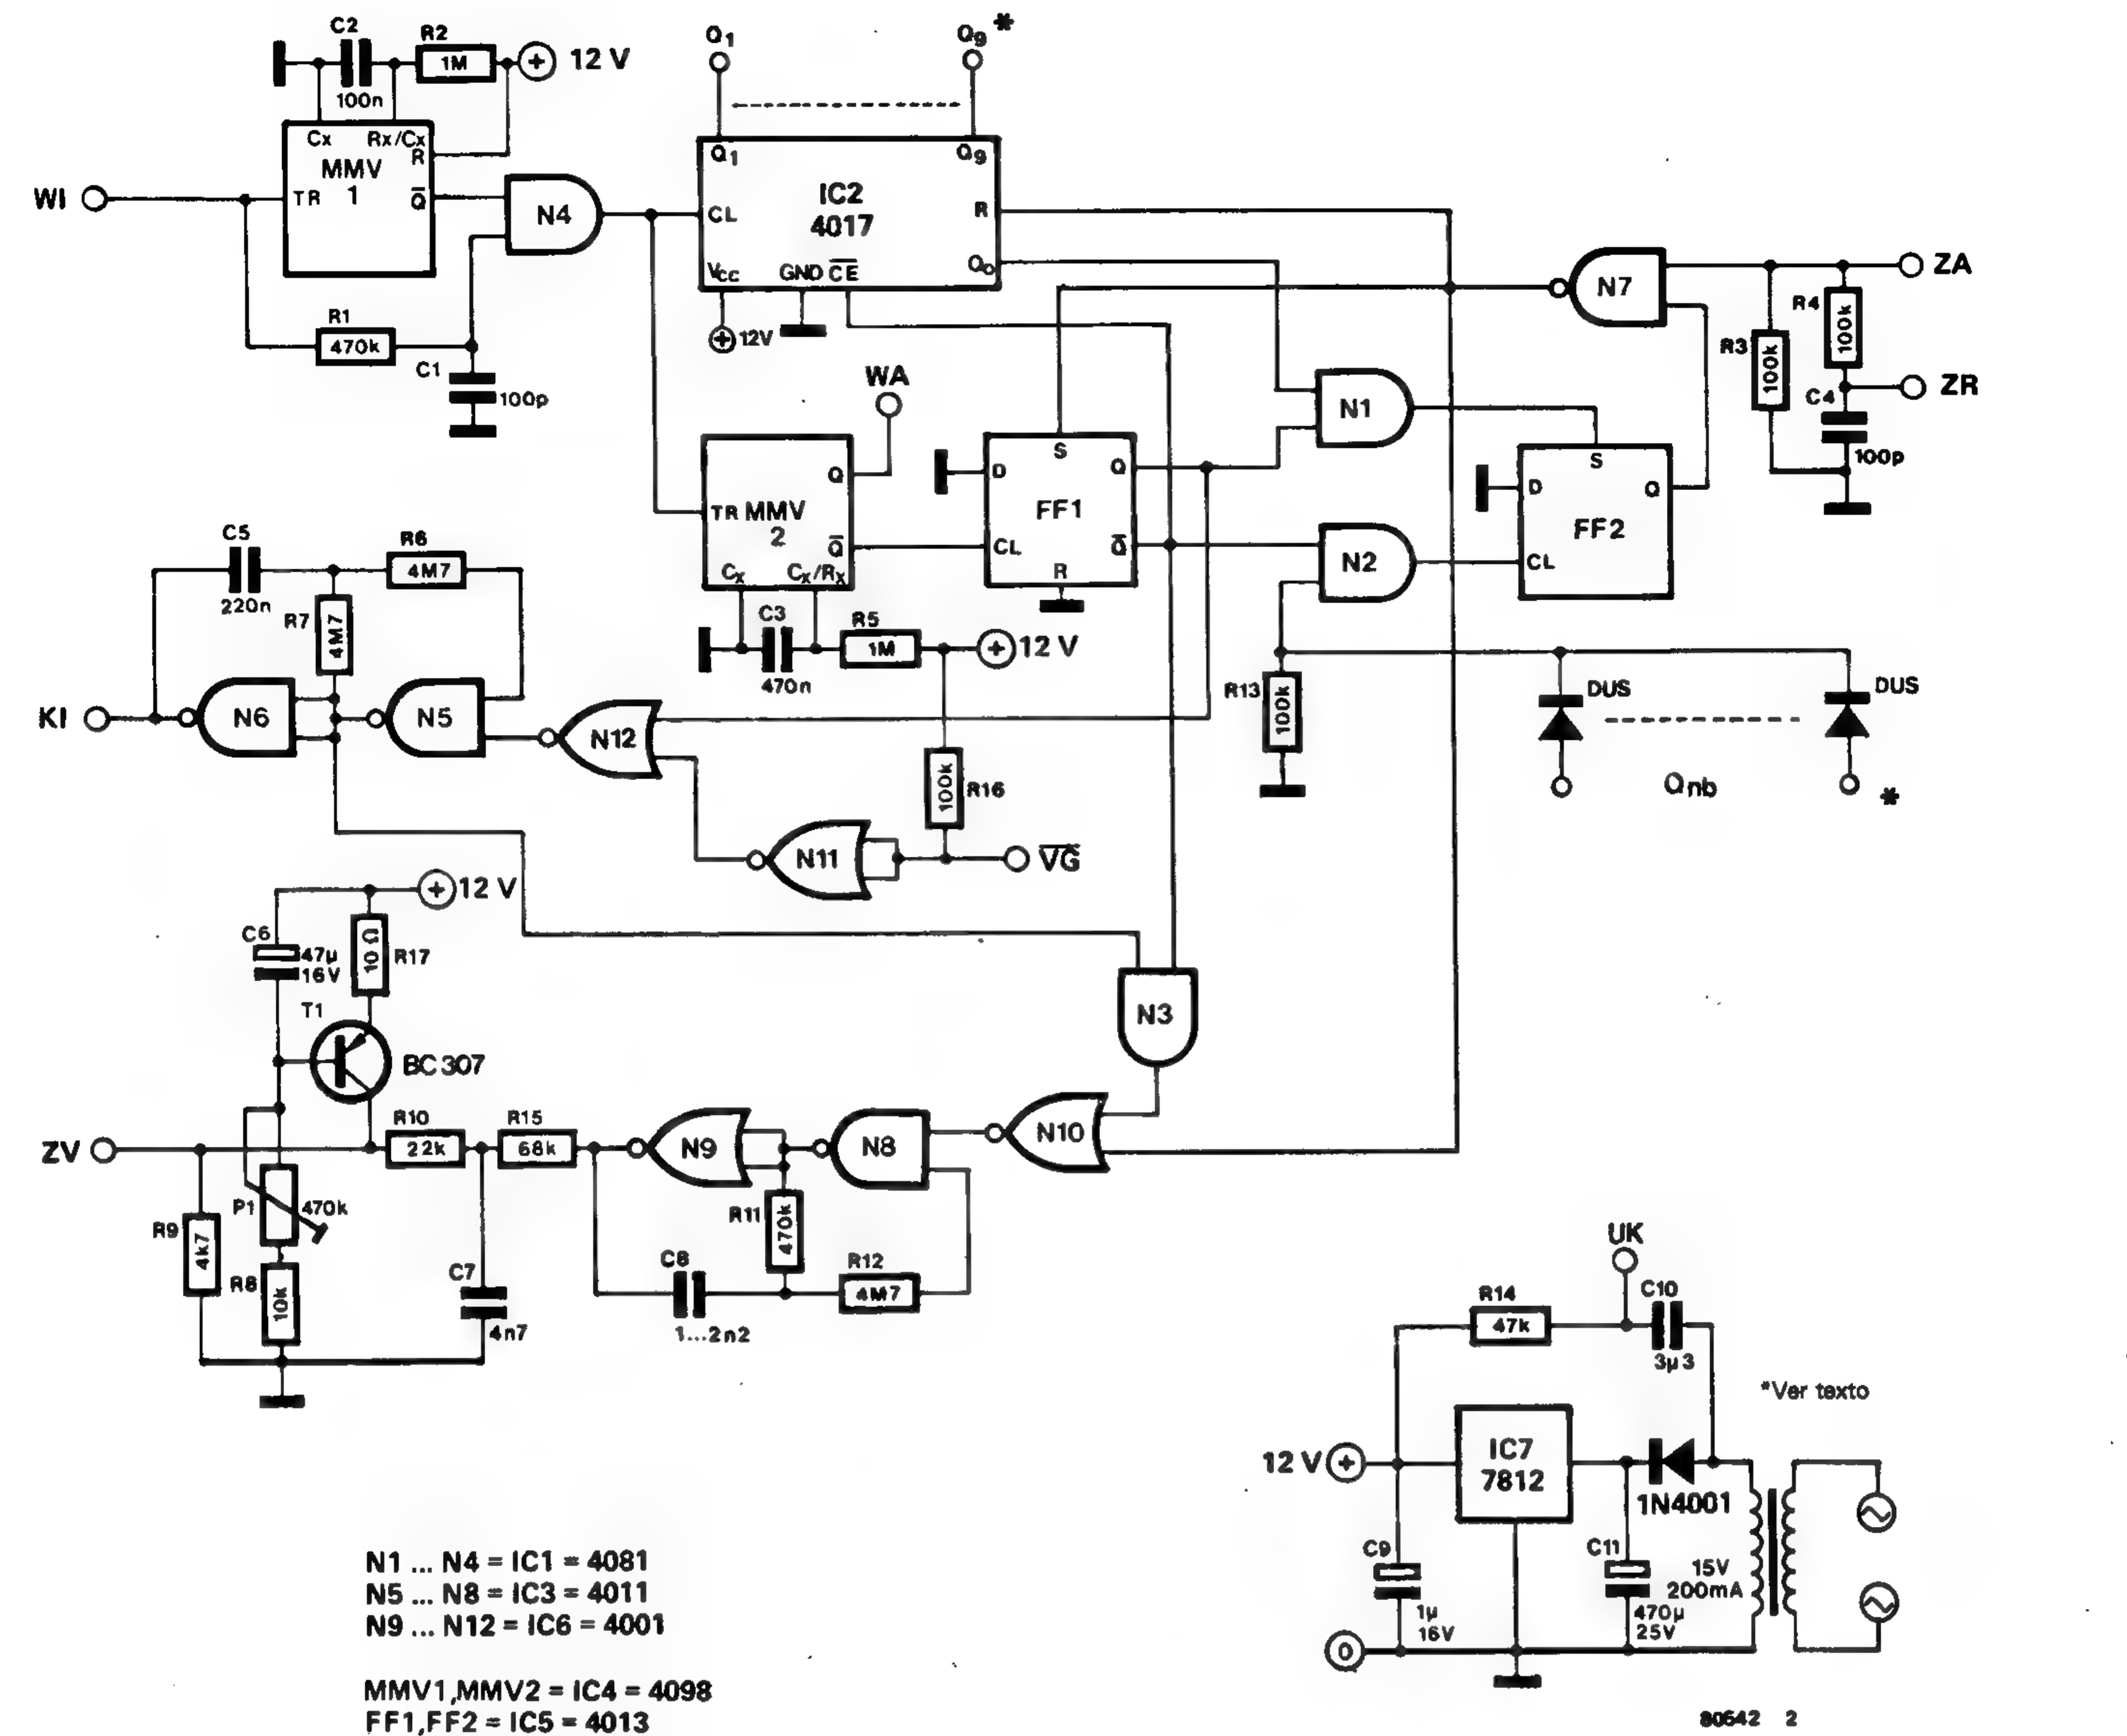 C2
R2
1M
+ 12 V
100n
Cx
Rx/Cx
R
MMV
1
TR
Q̅
WI
R1
470k
C1
100p
N4
Q1
Q9 *
Q1
Q9
IC2
4017
CL
R
Q0
VCC
GND
C̅E̅
+ 12V
N7
ZA
R4
100k
R3
100k
ZR
C4
100p
WA
N1
Q
TR MMV
2
Q̅
Cx
Cx/Rx
C3
470n
R5
1M
+ 12 V
S
D
Q
FF1
CL
Q̅
R
N2
S
D
Q
FF2
CL
C5
220n
R6
4M7
R7
4M7
KI
N6
N5
N12
R16
100k
N11
V̅G̅
R13
100k
DUS
DUS
Qnb
*
+ 12 V
C6
47µ
16V
10Ω
R17
T1
BC 307
N3
ZV
R10
22k
R15
68k
N9
N8
N10
P1
470k
R9
4k7
R8
10k
C7
4n7
R11
470k
C8
1...2n2
R12
4M7
UK
R14
47k
C10
3µ3
*Ver texto
12 V +
IC7
7812
1N4001
C9
1µ
16V
C11
470µ
25V
15V
200mA
0
N1 ... N4 = IC1 = 4081
N5 ... N8 = IC3 = 4011
N9 ... N12 = IC6 = 4001
MMV1,MMV2 = IC4 = 4098
FF1,FF2 = IC5 = 4013
80542 2